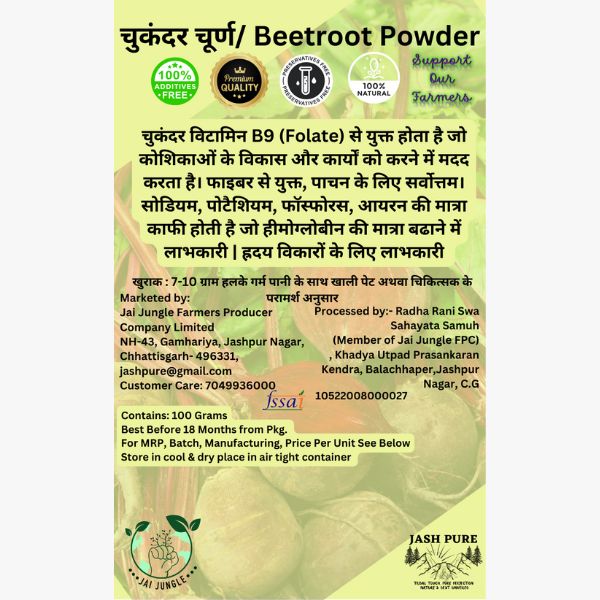 चुकंदर चूर्ण/ Beetroot Powder
100%
ADDITIVES
FREE
Premium
QUALITY
PRESERVATIVES FREE
PRESERVATIVES FREE
100%
NATURAL
Support
Our
Farmers
चुकंदर विटामिन B9 (Folate) से युक्त होता है जो
कोशिकाओं के विकास और कार्यों को करने में मदद
करता है। फाइबर से युक्त, पाचन के लिए सर्वोत्तम।
सोडियम, पोटैशियम, फॉस्फोरस, आयरन की मात्रा
काफी होती है जो हीमोग्लोबीन की मात्रा बढाने में
लाभकारी | ह्रदय विकारों के लिए लाभकारी
खुराक : 7-10 ग्राम हलके गर्म पानी के साथ खाली पेट अथवा चिकित्सक के
परामर्श अनुसार
Marketed by:
Jai Jungle Farmers Producer
Company Limited
NH-43, Gamhariya, Jashpur Nagar,
Chhattisgarh- 496331,
jashpure@gmail.com
Customer Care: 7049936000
Processed by:- Radha Rani Swa
Sahayata Samuh
(Member of Jai Jungle FPC)
, Khadya Utpad Prasankaran
Kendra, Balachhaper,Jashpur
Nagar, C.G
fssai
10522008000027
Contains: 100 Grams
Best Before 18 Months from Pkg.
For MRP, Batch, Manufacturing, Price Per Unit See Below
Store in cool & dry place in air tight container
JAI JUNGLE
JASH PURE